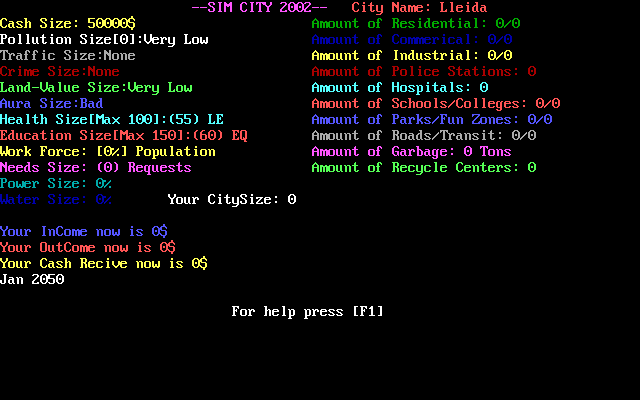 --SIM CITY 2002-- City Name: Lleida
Cash Size: 50000$ Amount of Residential: 0/0
Pollution Size[0]:Very Low Amount of Commerical: 0/0
Traffic Size:None Amount of Industrial: 0/0
Crime Size:None Amount of Police Stations: 0
Land-Value Size:Very Low Amount of Hospitals: 0
Aura Size:Bad Amount of Schools/Colleges: 0/0
Health Size[Max 100]:(55) LE Amount of Parks/Fun Zones: 0/0
Education Size[Max 150]:(60) EQ Amount of Roads/Transit: 0/0
Work Force: [0%] Population Amount of Garbage: 0 Tons
Needs Size: (0) Requests Amount of Recycle Centers: 0
Power Size: 0%
Water Size: 0% Your CitySize: 0
Your InCome now is 0$
Your OutCome now is 0$
Your Cash Recive now is 0$
Jan 2050
For help press [F1]